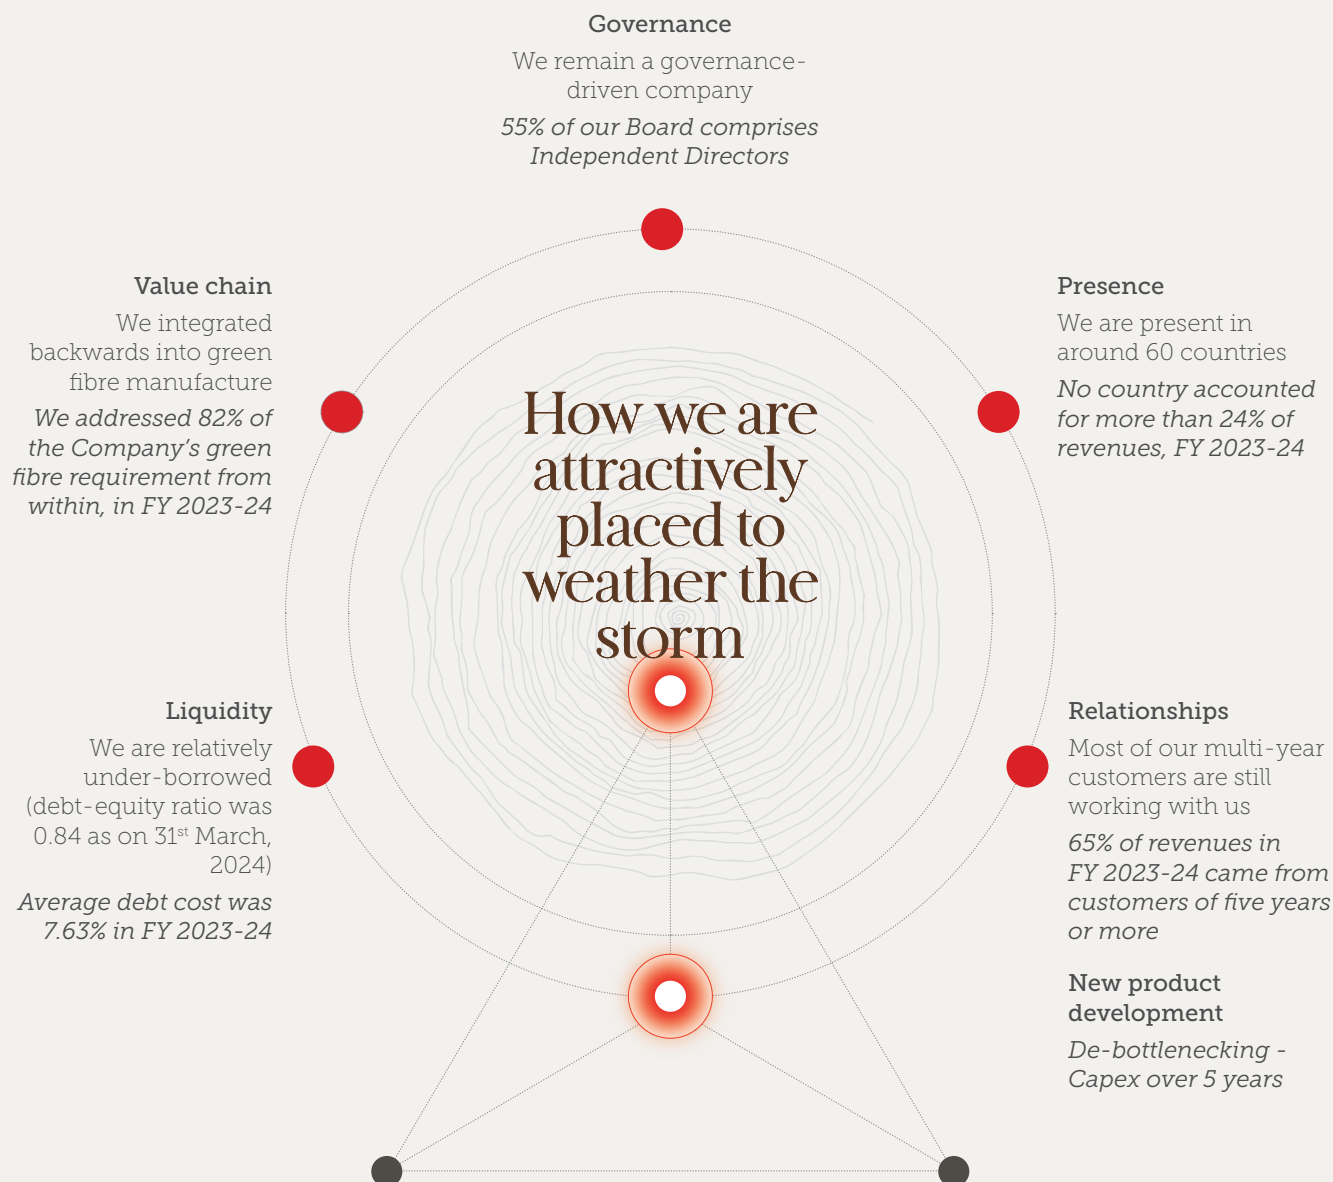 Governance
We remain a governance-
driven company
55% of our Board comprises
Independent Directors
Value chain
We integrated
backwards into green
fibre manufacture
We addressed 82% of
the Company’s green
fibre requirement from
within, in FY 2023-24
Presence
We are present in
around 60 countries
No country accounted
for more than 24% of
revenues, FY 2023-24
How we are
attractively
placed to
weather the
storm
Liquidity
We are relatively
under-borrowed
(debt-equity ratio was
0.84 as on 31st March,
2024)
Average debt cost was
7.63% in FY 2023-24
Relationships
Most of our multi-year
customers are still
working with us
65% of revenues in
FY 2023-24 came from
customers of five years
or more
New product
development
De-bottlenecking -
Capex over 5 years